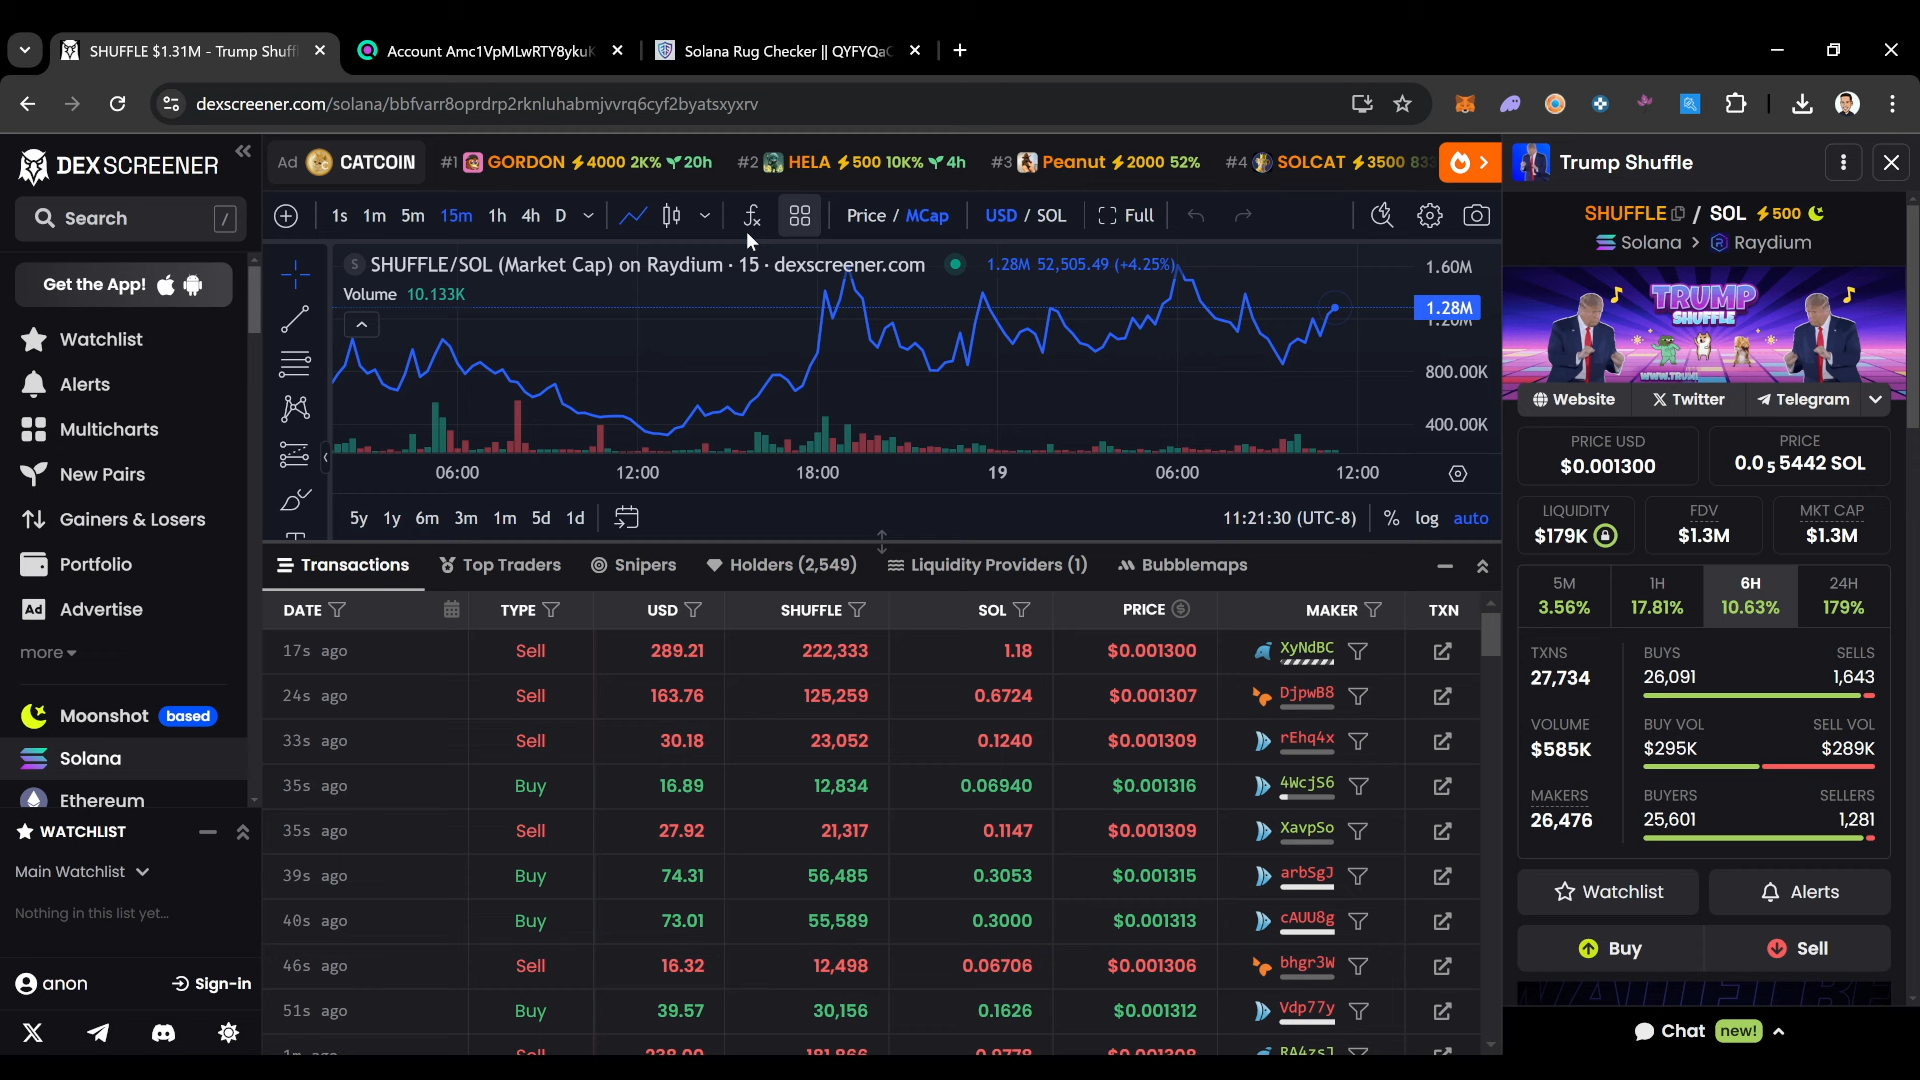 SHUFFLE $1.31M - Trump Shuff
Account Amc1VpMLwRTY8yku
Solana Rug Checker || QYFYQaC
dexscreener.com/solana/bbfvarr8oprdrp2rknluhabmjvvrq6cyf2byatsxyxrv
DEX SCREENER
Search /
Get the App!
Watchlist
Alerts
Multicharts
New Pairs
Gainers & Losers
Portfolio
Ad Advertise
more
Moonshot based
Solana
Ethereum
WATCHLIST
Main Watchlist
Nothing in this list yet...
anon Sign-in
Ad CATCOIN #1 GORDON 4000 2K% 20h #2 HELA 500 10K% 4h #3 Peanut 2000 52% #4 SOLCAT 3500
1s 1m 5m 15m 1h 4h D Price / MCap USD / SOL Full
S SHUFFLE/SOL (Market Cap) on Raydium · 15 · dexscreener.com 1.28M 52,505.49 (+4.25%)
Volume 10.133K
1.60M
1.28M
800.00K
400.00K
06:00 12:00 18:00 19 06:00 12:00
5y 1y 6m 3m 1m 5d 1d 11:21:30 (UTC-8) % log auto
Transactions Top Traders Snipers Holders (2,549) Liquidity Providers (1) Bubblemaps
DATE TYPE USD SHUFFLE SOL PRICE MAKER TXN
17s ago Sell 289.21 222,333 1.18 $0.001300 XyNdBC
24s ago Sell 163.76 125,259 0.6724 $0.001307 DjpwB8
33s ago Sell 30.18 23,052 0.1240 $0.001309 rEhq4x
35s ago Buy 16.89 12,834 0.06940 $0.001316 4WcjS6
35s ago Sell 27.92 21,317 0.1147 $0.001309 XavpSo
39s ago Buy 74.31 56,485 0.3053 $0.001315 arbSgJ
40s ago Buy 73.01 55,589 0.3000 $0.001313 cAUU8g
46s ago Sell 16.32 12,498 0.06706 $0.001306 bhgr3W
51s ago Buy 39.57 30,156 0.1626 $0.001312 Vdp77y
Trump Shuffle
SHUFFLE / SOL 500
Solana > Raydium
TRUMP
SHUFFLE
WWW.TRUM
Website Twitter Telegram
PRICE USD PRICE
$0.001300 0.0₅5442 SOL
LIQUIDITY FDV MKT CAP
$179K $1.3M $1.3M
5M 1H 6H 24H
3.56% 17.81% 10.63% 179%
TXNS BUYS SELLS
27,734 26,091 1,643
VOLUME BUY VOL SELL VOL
$585K $295K $289K
MAKERS BUYERS SELLERS
26,476 25,601 1,281
Watchlist Alerts
Buy Sell
Chat new!